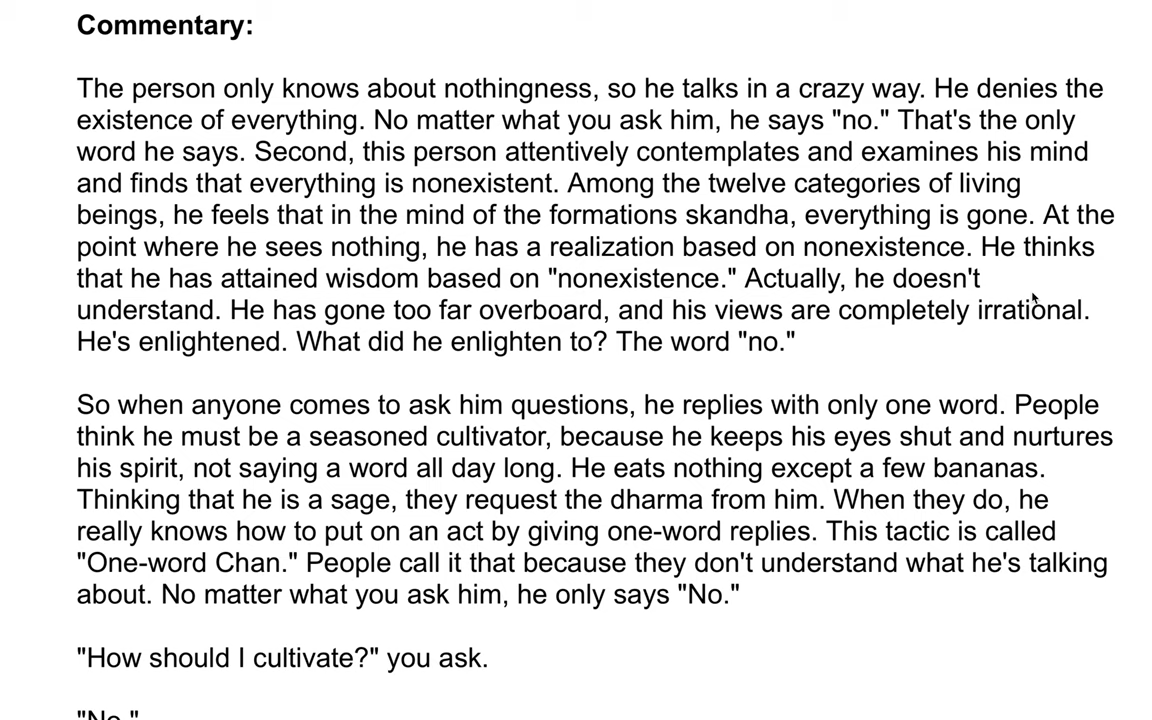 Commentary:
The person only knows about nothingness, so he talks in a crazy way. He denies the
existence of everything. No matter what you ask him, he says "no." That's the only
word he says. Second, this person attentively contemplates and examines his mind
and finds that everything is nonexistent. Among the twelve categories of living
beings, he feels that in the mind of the formations skandha, everything is gone. At the
point where he sees nothing, he has a realization based on nonexistence. He thinks
that he has attained wisdom based on "nonexistence." Actually, he doesn't
understand. He has gone too far overboard, and his views are completely irrational.
He's enlightened. What did he enlighten to? The word "no."
So when anyone comes to ask him questions, he replies with only one word. People
think he must be a seasoned cultivator, because he keeps his eyes shut and nurtures
his spirit, not saying a word all day long. He eats nothing except a few bananas.
Thinking that he is a sage, they request the dharma from him. When they do, he
really knows how to put on an act by giving one-word replies. This tactic is called
"One-word Chan." People call it that because they don't understand what he's talking
about. No matter what you ask him, he only says "No."
"How should I cultivate?" you ask.
"No."